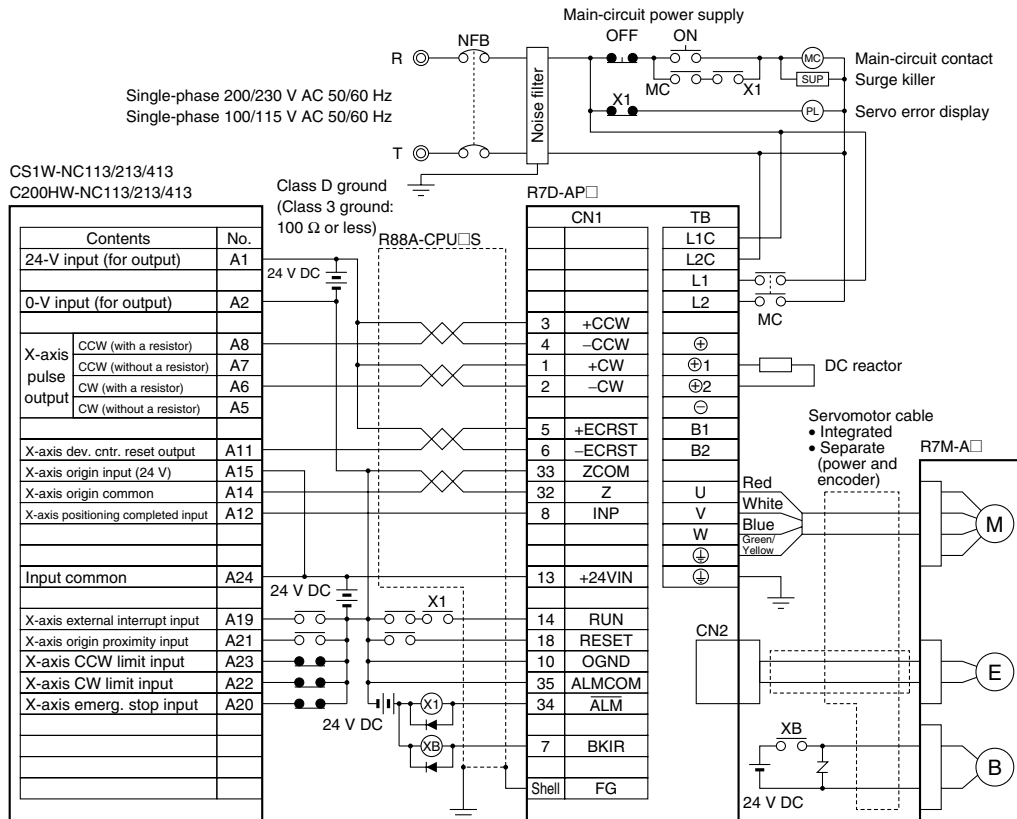 Main-circuit power supply
OFF ON
NFB
R
MC
Main-circuit contact
SUP
Surge killer
MC X1
Single-phase 200/230 V AC 50/60 Hz
Single-phase 100/115 V AC 50/60 Hz
Noise filter
X1
PL
Servo error display
T
CS1W-NC113/213/413
C200HW-NC113/213/413
Class D ground
(Class 3 ground:
100 Ω or less)
R88A-CPU□S
R7D-AP□
CN1 TB
Contents No.
L1C
24-V input (for output) A1
24 V DC
L2C
L1
0-V input (for output) A2
L2
MC
3 +CCW
X-axis pulse output
CCW (with a resistor) A8
4 −CCW ⊕
CCW (without a resistor) A7
1 +CW ⊕1
DC reactor
CW (with a resistor) A6
2 −CW ⊕2
CW (without a resistor) A5
⊖
Servomotor cable
• Integrated
• Separate
(power and
encoder)
R7M-A□
5 +ECRST B1
X-axis dev. cntr. reset output A11
6 −ECRST B2
X-axis origin input (24 V) A15
33 ZCOM
X-axis origin common A14
32 Z U
Red
X-axis positioning completed input A12
8 INP V
White
W
Blue
Green/
Yellow
M
Input common A24
24 V DC
13 +24VIN
X1
X-axis external interrupt input A19
14 RUN
X-axis origin proximity input A21
18 RESET
CN2
X-axis CCW limit input A23
10 OGND
X-axis CW limit input A22
35 ALMCOM
E
X-axis emerg. stop input A20
24 V DC
X1
34 ALM
XB
7 BKIR
XB
B
Shell FG
24 V DC